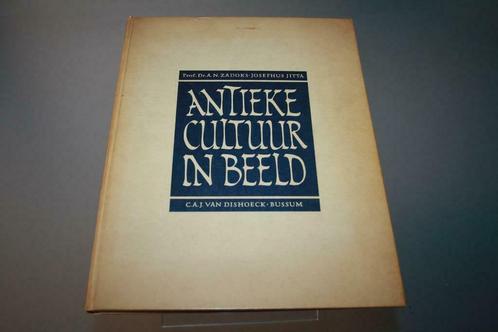 Prof. Dr. A. N. ZADOKS-JOSEPHUS JITTA
ANTIEKE
CULTUUR
IN BEELD
C.A.J. VAN DISHOECK · BUSSUM